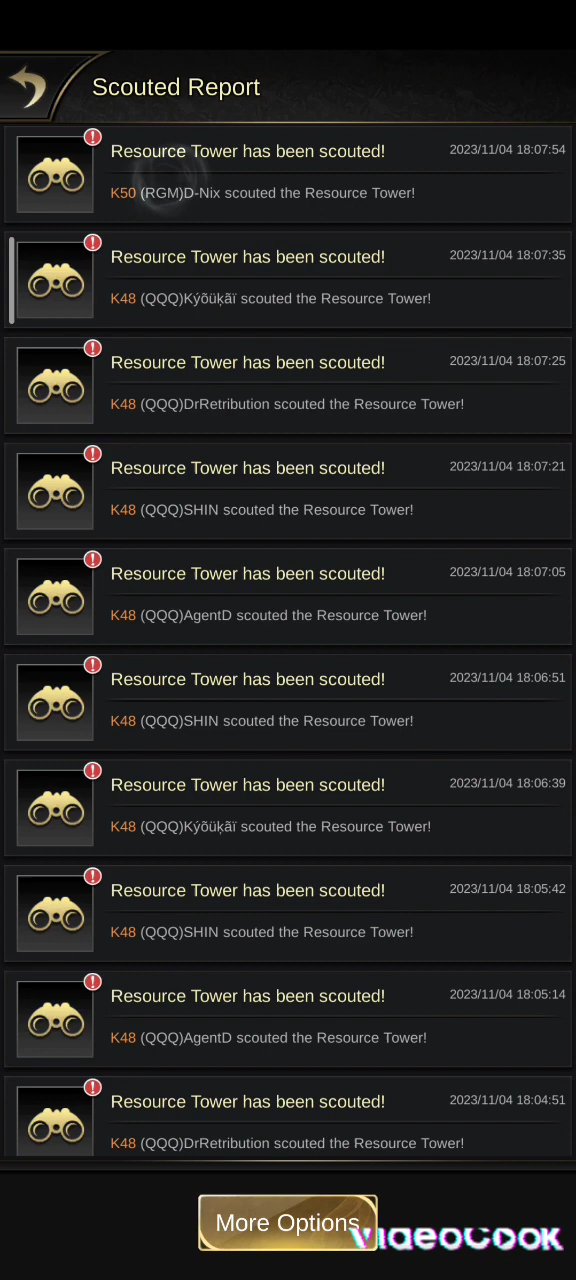 Scouted Report
Resource Tower has been scouted!
2023/11/04 18:07:54
K50 (RGM)D-Nix scouted the Resource Tower!
Resource Tower has been scouted!
2023/11/04 18:07:35
K48 (QQQ)Kýõüķãï scouted the Resource Tower!
Resource Tower has been scouted!
2023/11/04 18:07:25
K48 (QQQ)DrRetribution scouted the Resource Tower!
Resource Tower has been scouted!
2023/11/04 18:07:21
K48 (QQQ)SHIN scouted the Resource Tower!
Resource Tower has been scouted!
2023/11/04 18:07:05
K48 (QQQ)AgentD scouted the Resource Tower!
Resource Tower has been scouted!
2023/11/04 18:06:51
K48 (QQQ)SHIN scouted the Resource Tower!
Resource Tower has been scouted!
2023/11/04 18:06:39
K48 (QQQ)Kýõüķãï scouted the Resource Tower!
Resource Tower has been scouted!
2023/11/04 18:05:42
K48 (QQQ)SHIN scouted the Resource Tower!
Resource Tower has been scouted!
2023/11/04 18:05:14
K48 (QQQ)AgentD scouted the Resource Tower!
Resource Tower has been scouted!
2023/11/04 18:04:51
K48 (QQQ)DrRetribution scouted the Resource Tower!
More Options
VIDEOCOOK